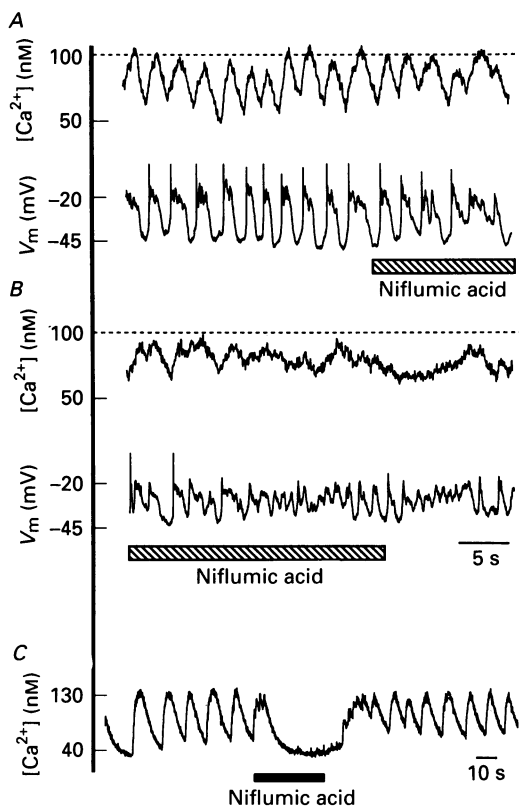 A
[Ca²⁺] (nM)
100
50
Vm (mV)
−20
−45
Niflumic acid
B
[Ca²⁺] (nM)
100
50
Vm (mV)
−20
−45
Niflumic acid
5 s
C
[Ca²⁺] (nM)
130
40
10 s
Niflumic acid